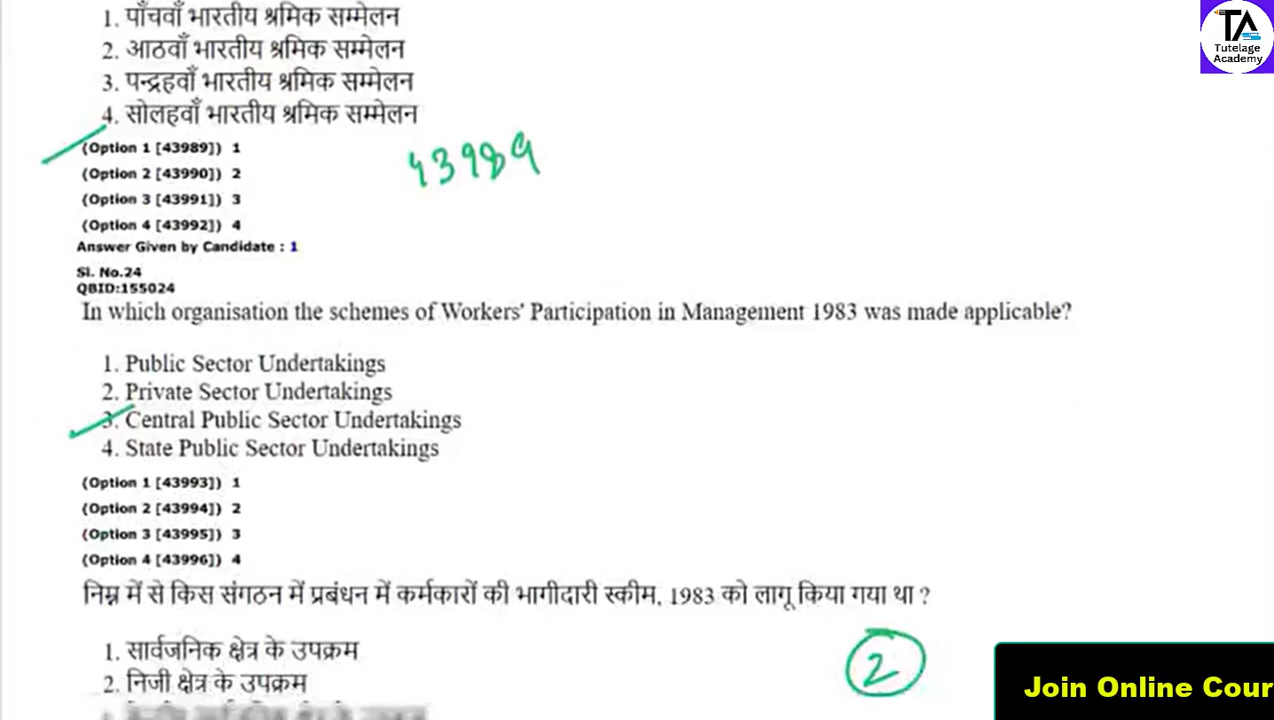 1. पाँचवाँ भारतीय श्रमिक सम्मेलन
2. आठवाँ भारतीय श्रमिक सम्मेलन
3. पन्द्रहवाँ भारतीय श्रमिक सम्मेलन
4. सोलहवाँ भारतीय श्रमिक सम्मेलन
TA
Tutelage
Academy
(Option 1 [43989]) 1
43989
(Option 2 [43990]) 2
(Option 3 [43991]) 3
(Option 4 [43992]) 4
Answer Given by Candidate : 1
Sl. No.24
QBID:155024
In which organisation the schemes of Workers' Participation in Management 1983 was made applicable?
1. Public Sector Undertakings
2. Private Sector Undertakings
3. Central Public Sector Undertakings
4. State Public Sector Undertakings
(Option 1 [43993]) 1
(Option 2 [43994]) 2
(Option 3 [43995]) 3
(Option 4 [43996]) 4
निम्न में से किस संगठन में प्रबंधन में कर्मकारों की भागीदारी स्कीम, 1983 को लागू किया गया था ?
1. सार्वजनिक क्षेत्र के उपक्रम
2. निजी क्षेत्र के उपक्रम
2
Join Online Cour